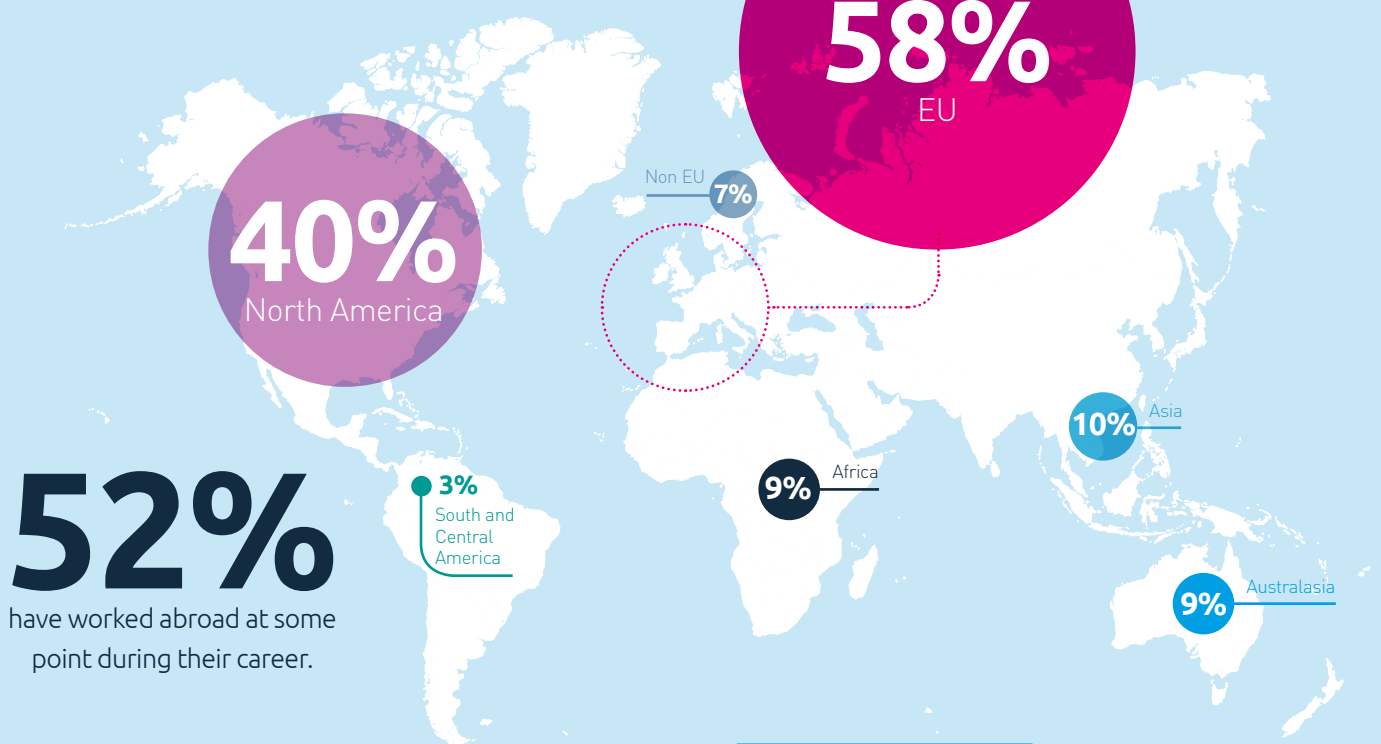 58%
EU
Non EU
7%
40%
North America
10%
Asia
9%
Africa
3%
South and
Central
America
52%
have worked abroad at some
point during their career.
9%
Australasia